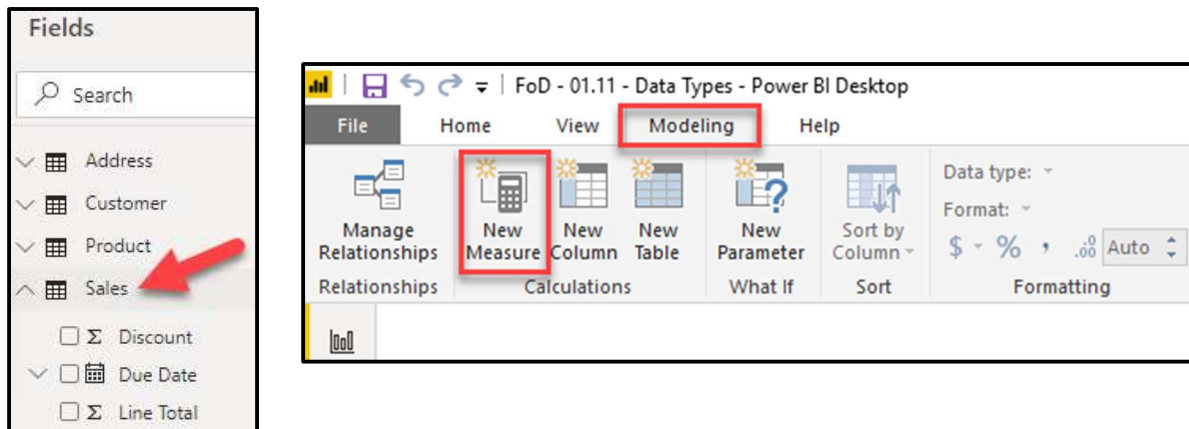 Fields
Search
Address
Customer
Product
Sales
Σ Discount
Due Date
Σ Line Total
FoD - 01.11 - Data Types - Power BI Desktop
File Home View Modeling Help
Manage Relationships
New Measure
New Column
New Table
New Parameter
Sort by Column
Data type:
Format:
$ % , .00 Auto
Relationships Calculations What If Sort Formatting